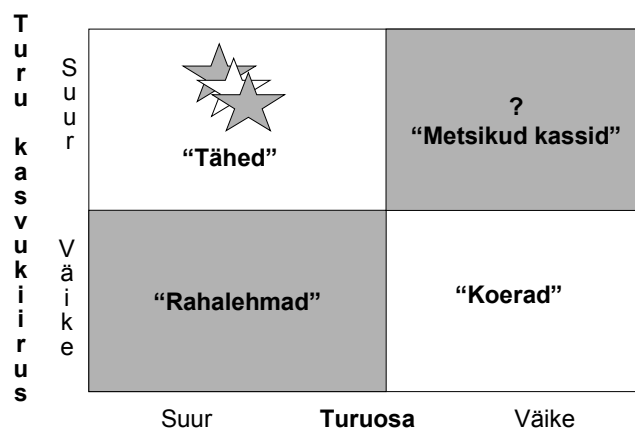 Turu kasvukiirus
Suur
“Tähed”
?
“Metsikud kassid”
Väike
“Rahalehmad”
“Koerad”
Suur
Turuosa
Väike